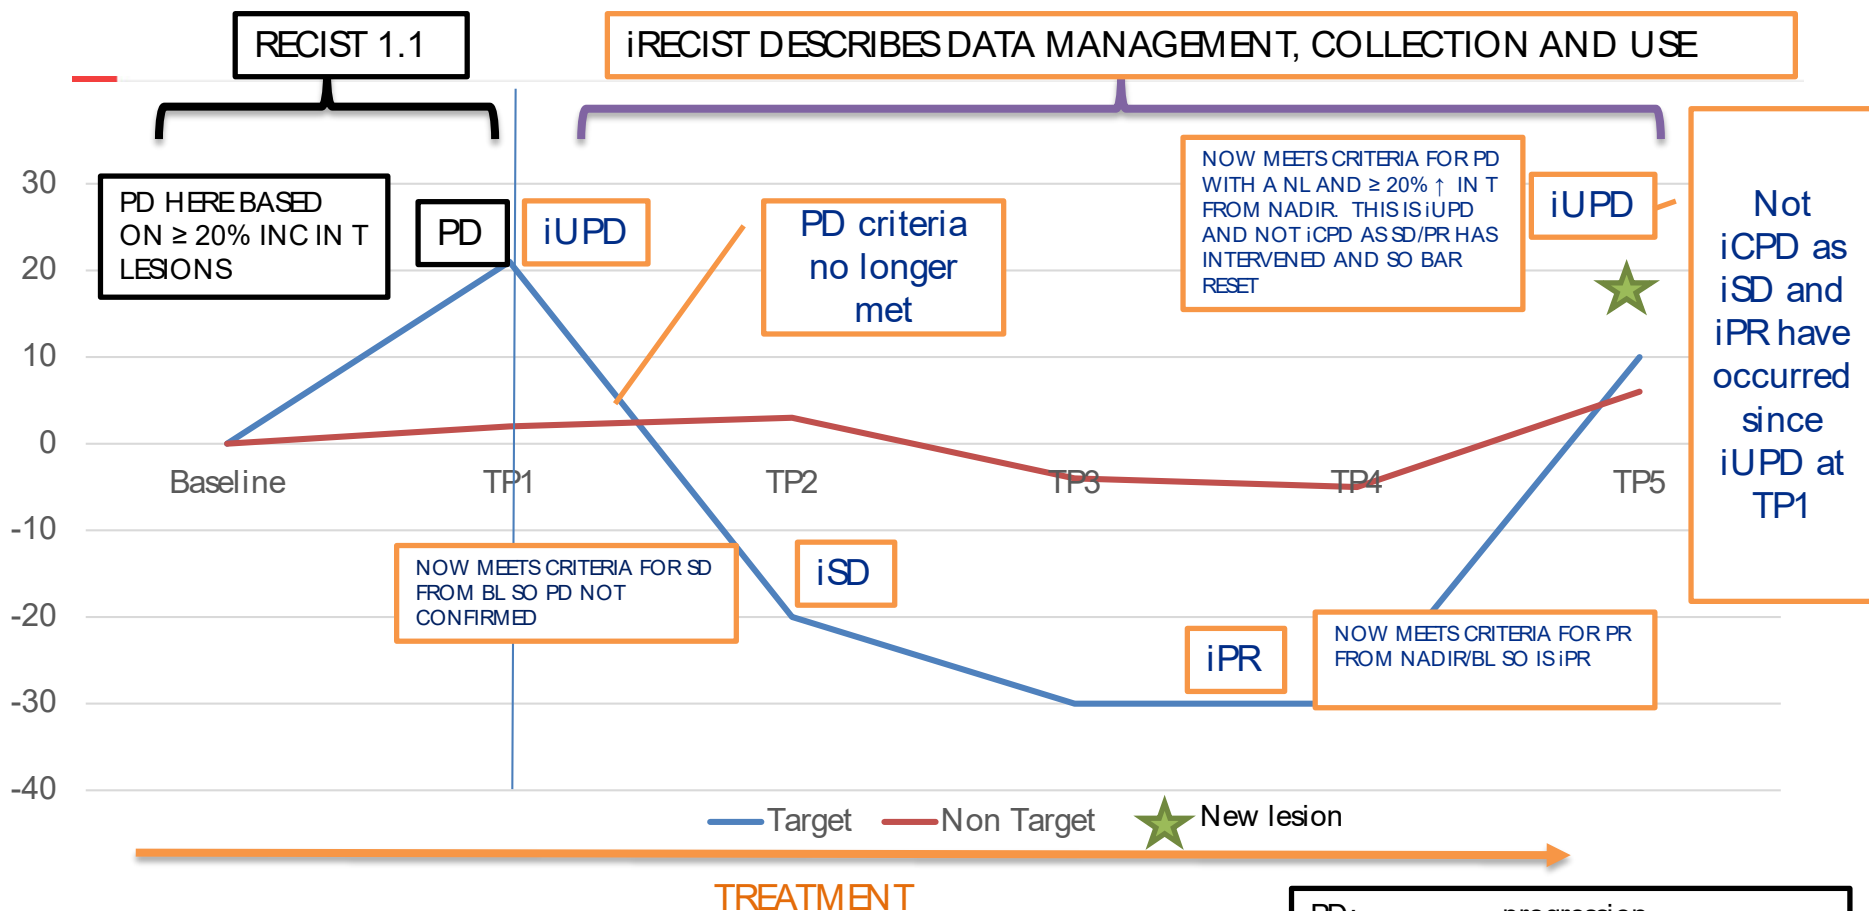 RECIST 1.1
iRECIST DESCRIBES DATA MANAGEMENT, COLLECTION AND USE
PD HERE BASED
ON ≥ 20% INC IN T
LESIONS
PD
iUPD
PD criteria
no longer
met
NOW MEETS CRITERIA FOR PD
WITH A NL AND ≥ 20% ↑ IN T
FROM NADIR. THIS IS iUPD
AND NOT iCPD AS SD/PR HAS
INTERVENED AND SO BAR
RESET
iUPD
Not
iCPD as
iSD and
iPR have
occurred
since
iUPD at
TP1
30
20
10
0
-10
-20
-30
-40
Baseline
TP1
TP2
TP3
TP4
TP5
NOW MEETS CRITERIA FOR SD
FROM BL SO PD NOT
CONFIRMED
iSD
iPR
NOW MEETS CRITERIA FOR PR
FROM NADIR/BL SO IS iPR
Target
Non Target
New lesion
TREATMENT
PD: progression